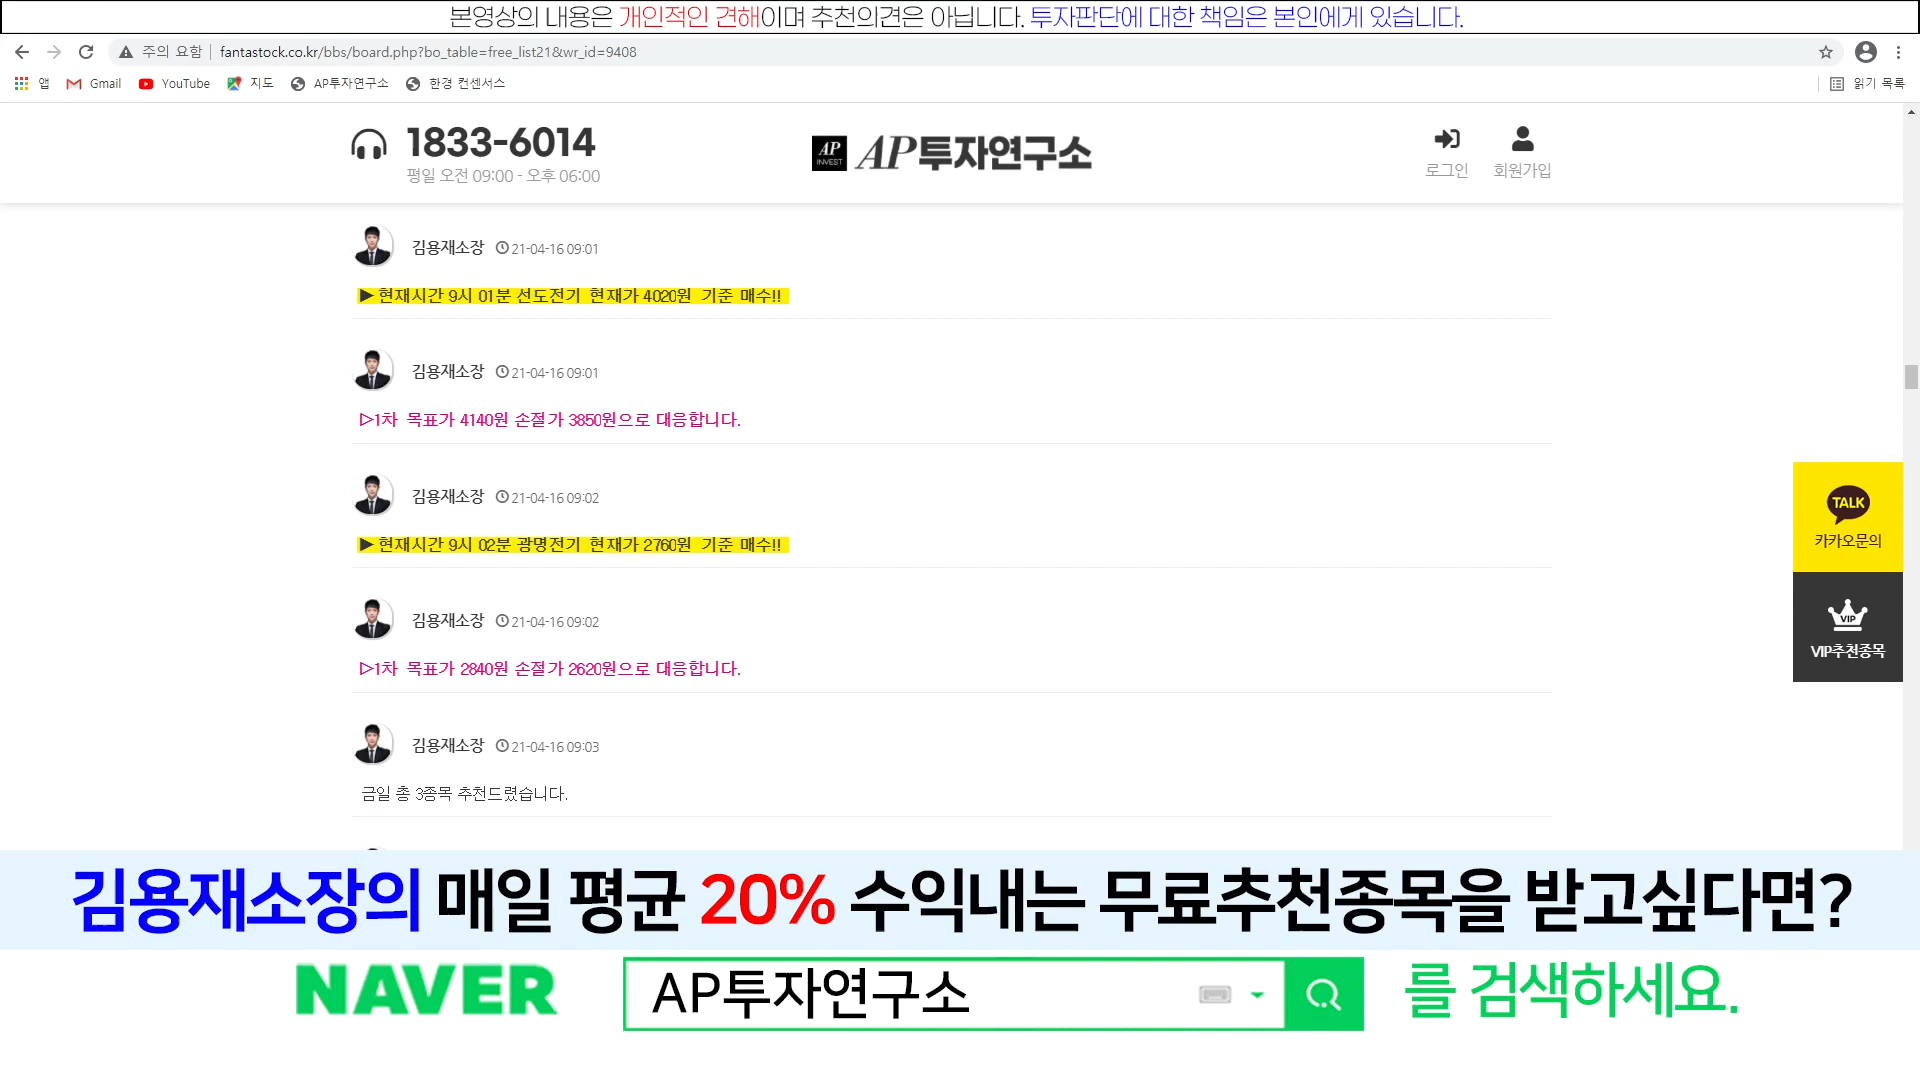 본영상의 내용은 개인적인 견해이며 추천의견은 아닙니다. 투자판단에 대한 책임은 본인에게 있습니다.
주의 요함 | fantastock.co.kr/bbs/board.php?bo_table=free_list21&wr_id=9408
앱 Gmail YouTube 지도 AP투자연구소 한경 컨센서스 읽기 목록
1833-6014
평일 오전 09:00 - 오후 06:00
AP INVEST AP투자연구소
로그인 회원가입
김용재소장 21-04-16 09:01
▶ 현재시간 9시 01분 선도전기 현재가 4020원 기준 매수!!
김용재소장 21-04-16 09:01
▷1차 목표가 4140원 손절가 3850원으로 대응합니다.
김용재소장 21-04-16 09:02
▶ 현재시간 9시 02분 광명전기 현재가 2760원 기준 매수!!
김용재소장 21-04-16 09:02
▷1차 목표가 2840원 손절가 2620원으로 대응합니다.
김용재소장 21-04-16 09:03
금일 총 3종목 추천드렸습니다.
TALK
카카오문의
VIP
VIP추천종목
김용재소장의 매일 평균 20% 수익내는 무료추천종목을 받고싶다면?
NAVER AP투자연구소 를 검색하세요.